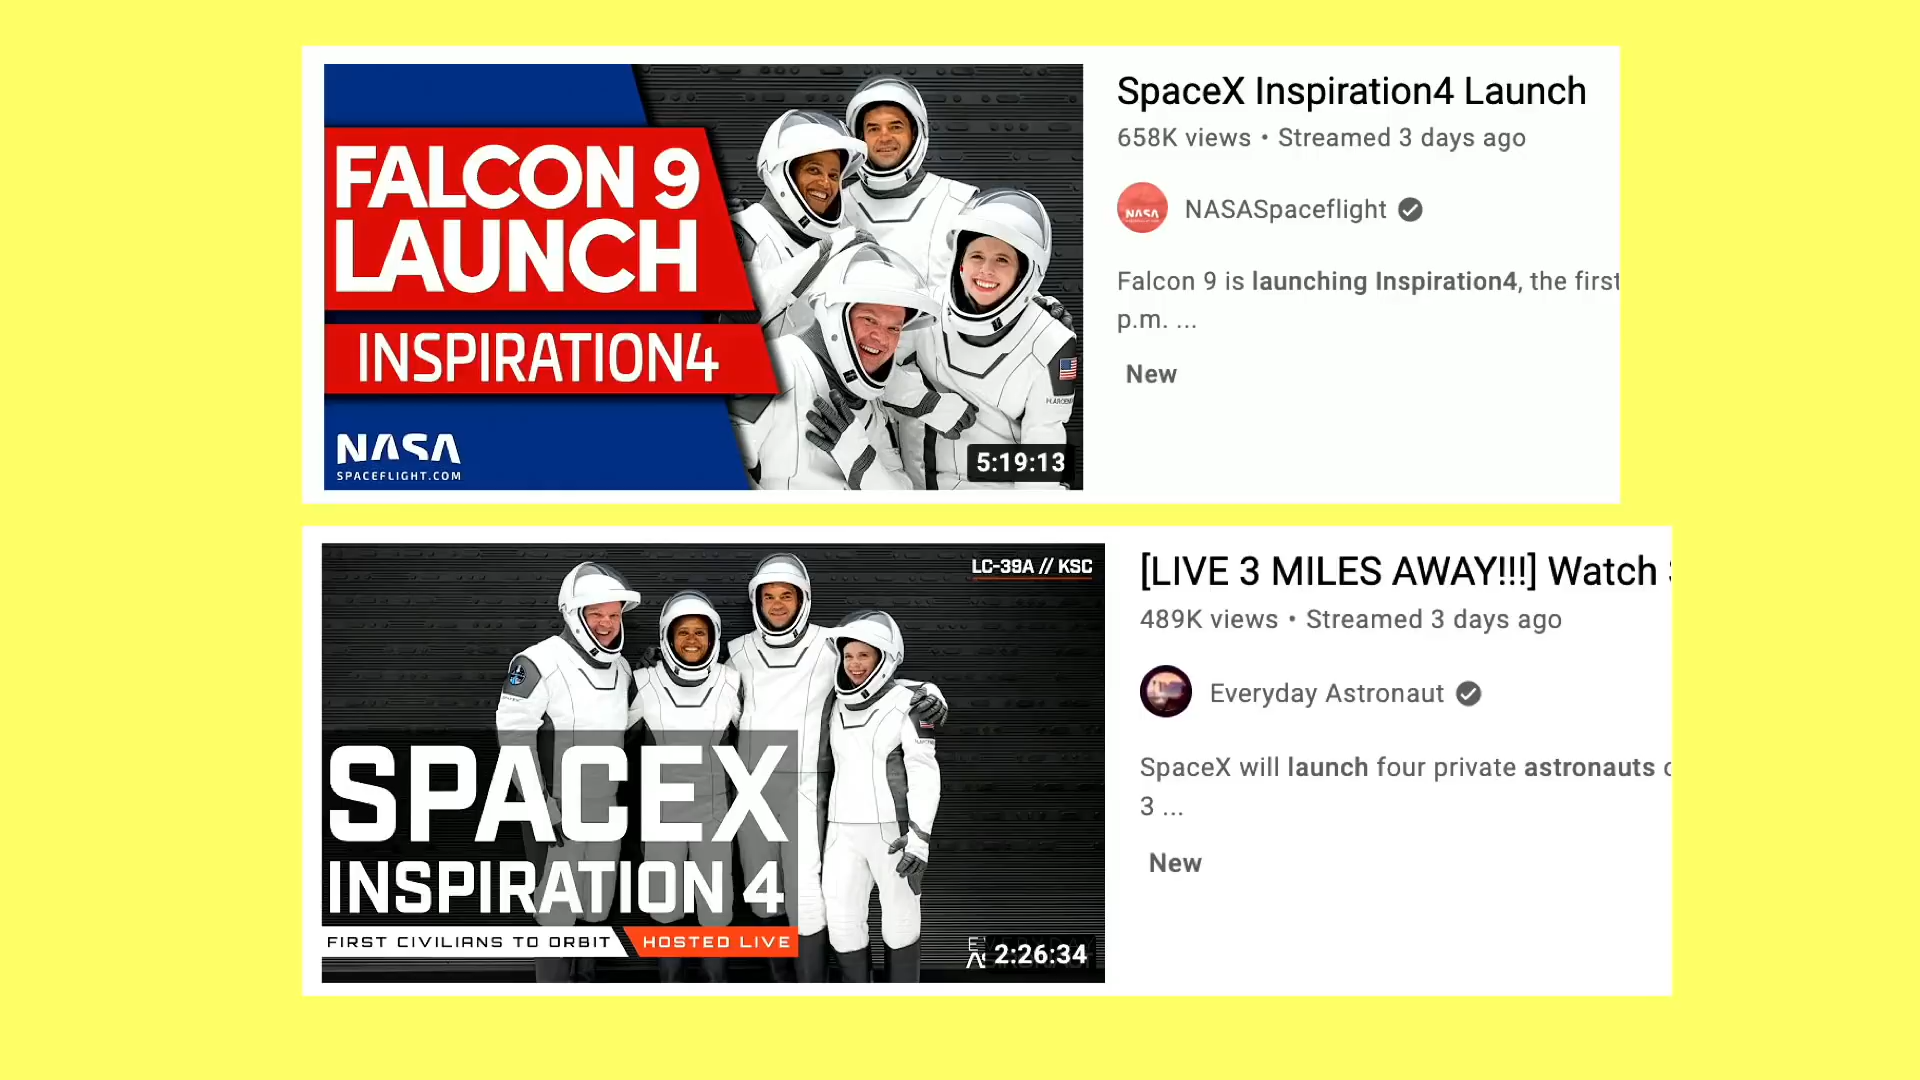 FALCON 9
LAUNCH
INSPIRATION4
NASA
SPACEFLIGHT.COM
5:19:13
SpaceX Inspiration4 Launch
658K views • Streamed 3 days ago
NASA
NASASpaceflight
Falcon 9 is launching Inspiration4, the first
p.m. ...
New
LC-39A // KSC
SPACEX
INSPIRATION 4
FIRST CIVILIANS TO ORBIT
HOSTED LIVE
2:26:34
[LIVE 3 MILES AWAY!!!] Watch
489K views • Streamed 3 days ago
Everyday Astronaut
SpaceX will launch four private astronauts
3 ...
New